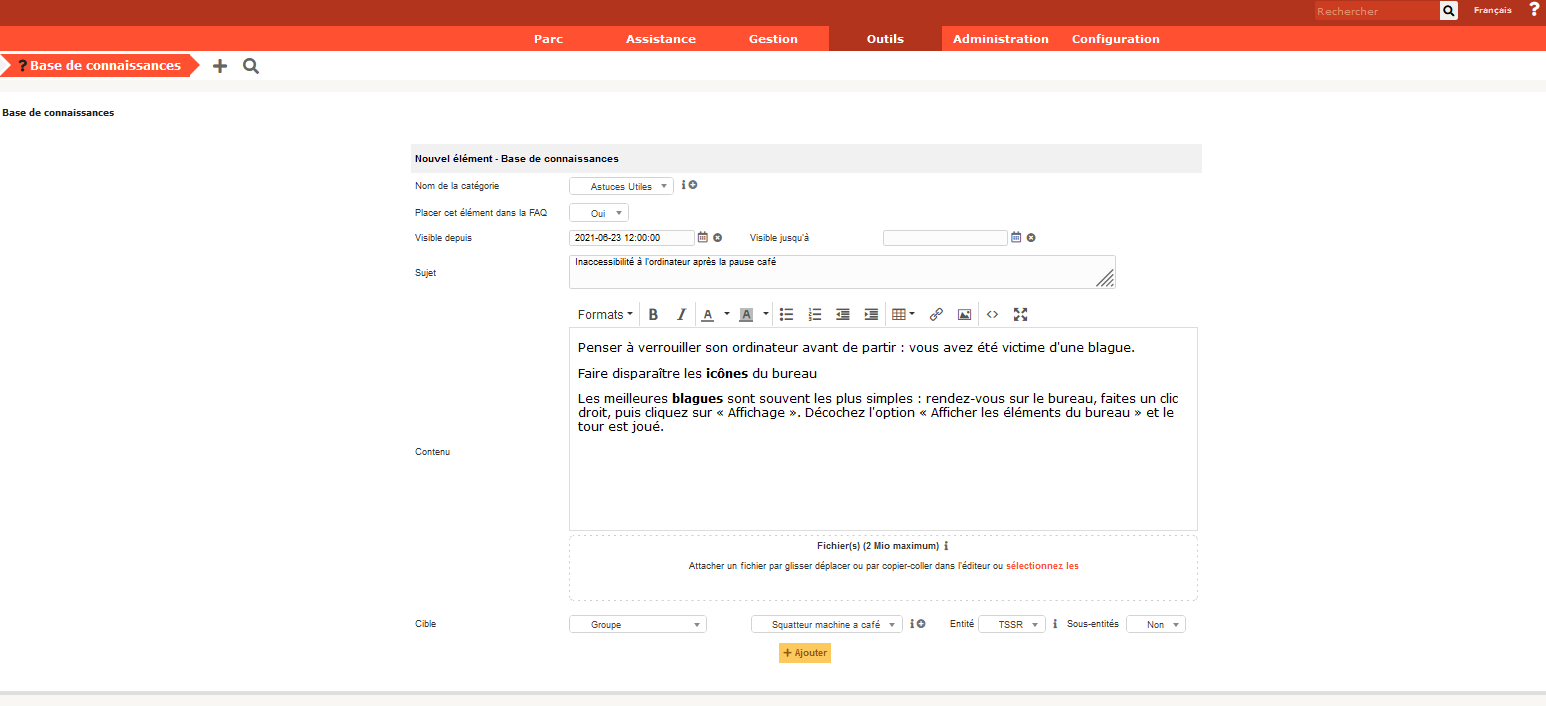 Rechercher Français ?
Parc Assistance Gestion Outils Administration Configuration
? Base de connaissances
Base de connaissances
Nouvel élément - Base de connaissances
Nom de la catégorie Astuces Utiles
Placer cet élément dans la FAQ Oui
Visible depuis 2021-06-23 12:00:00 Visible jusqu'à
Sujet Inaccessibilité à l'ordinateur après la pause café
Formats B I A A
Penser à verrouiller son ordinateur avant de partir : vous avez été victime d'une blague.
Faire disparaître les icônes du bureau
Les meilleures blagues sont souvent les plus simples : rendez-vous sur le bureau, faites un clic
droit, puis cliquez sur « Affichage ». Décochez l'option « Afficher les éléments du bureau » et le
tour est joué.
Contenu
Fichier(s) (2 Mio maximum)
Attacher un fichier par glisser déplacer ou par copier-coller dans l'éditeur ou sélectionnez les
Cible Groupe Squatteur machine a café Entité TSSR Sous-entités Non
+ Ajouter